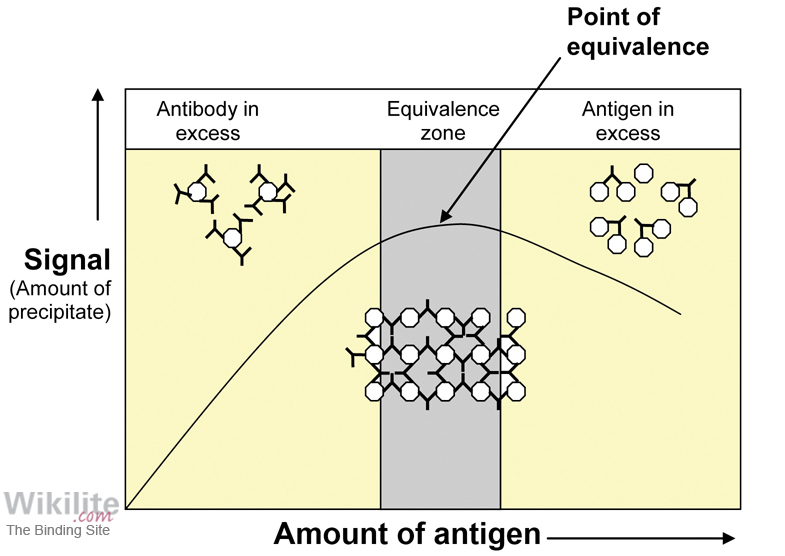 Point of
equivalence
Antibody in
excess
Equivalence
zone
Antigen in
excess
Signal
(Amount of
precipitate)
Wikilite
.com
The Binding Site
Amount of antigen